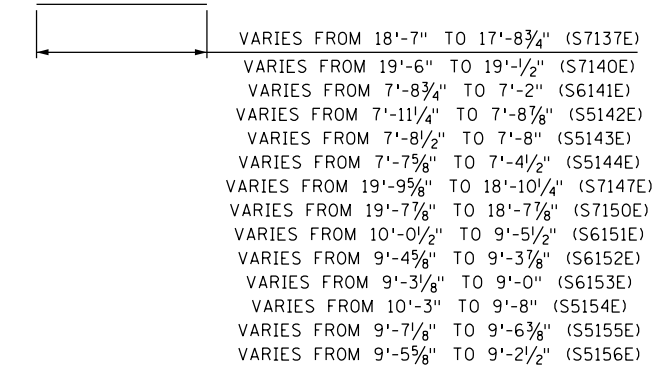 VARIES FROM 18'-7" TO 17'-8¾" (S7137E)
VARIES FROM 19'-6" TO 19'-½" (S7140E)
VARIES FROM 7'-8¾" TO 7'-2" (S6141E)
VARIES FROM 7'-11¼" TO 7'-8⅞" (S5142E)
VARIES FROM 7'-8½" TO 7'-8" (S5143E)
VARIES FROM 7'-7⅝" TO 7'-4½" (S5144E)
VARIES FROM 19'-9⅝" TO 18'-10¼" (S7147E)
VARIES FROM 19'-7⅞" TO 18'-7⅞" (S7150E)
VARIES FROM 10'-0½" TO 9'-5½" (S6151E)
VARIES FROM 9'-4⅝" TO 9'-3⅞" (S6152E)
VARIES FROM 9'-3⅛" TO 9'-0" (S6153E)
VARIES FROM 10'-3" TO 9'-8" (S5154E)
VARIES FROM 9'-7⅛" TO 9'-6⅜" (S5155E)
VARIES FROM 9'-5⅝" TO 9'-2½" (S5156E)